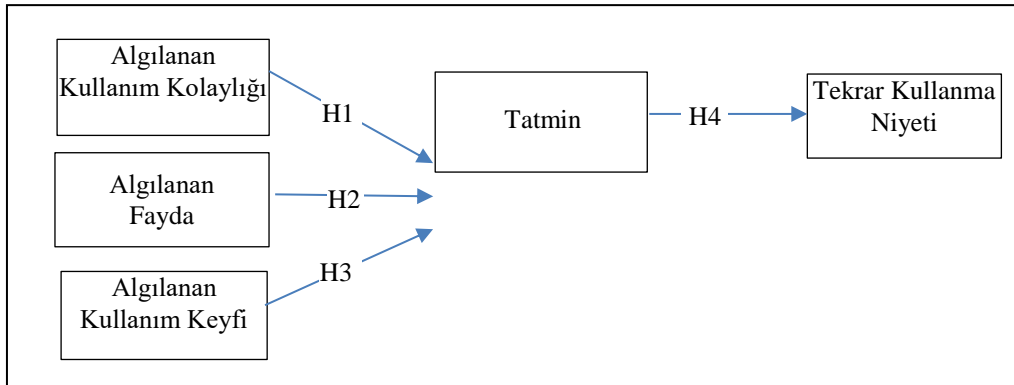 Algılanan
Kullanım Kolaylığı
H1
Algılanan
Fayda
H2
Algılanan
Kullanım Keyfi
H3
Tatmin
H4
Tekrar Kullanma
Niyeti